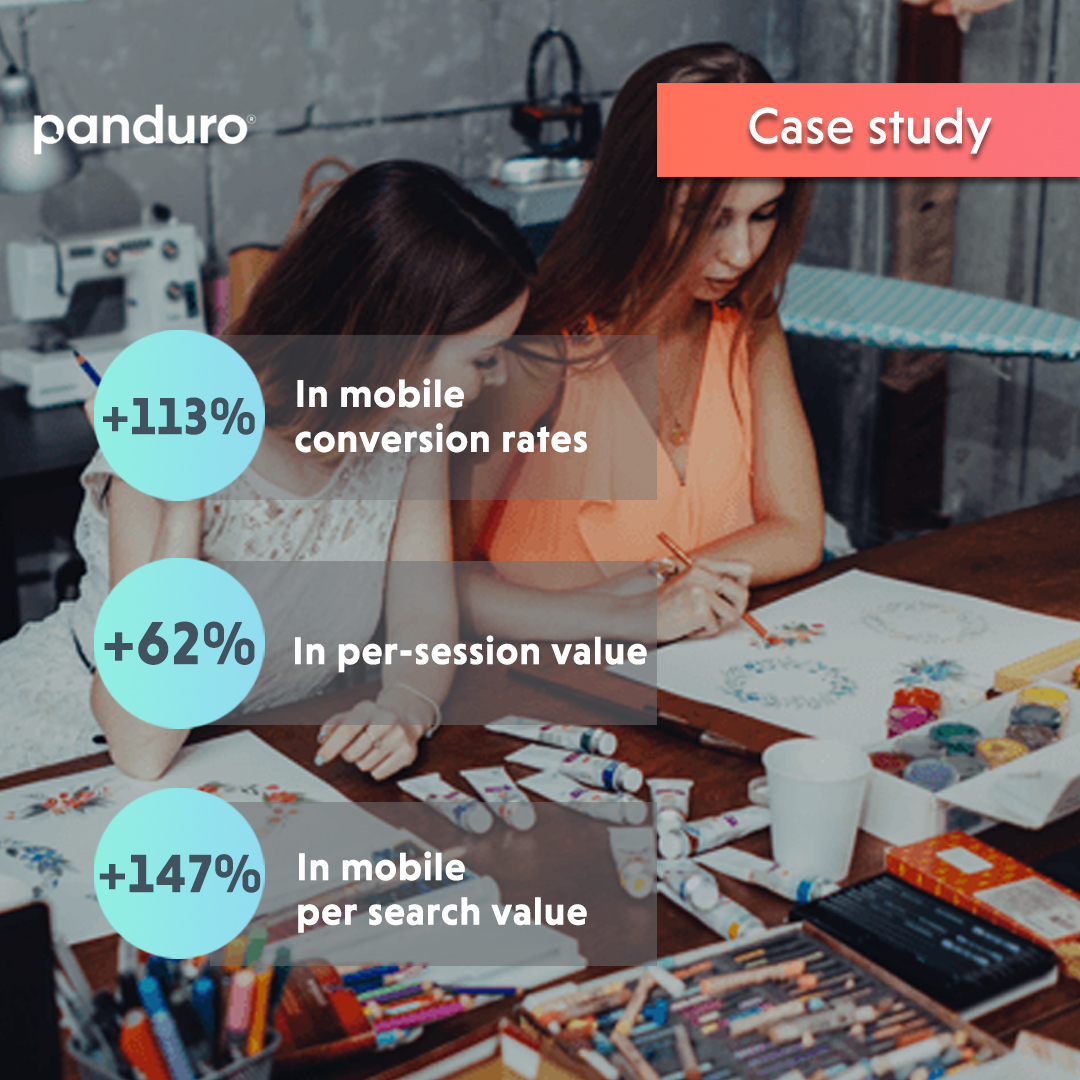 panduro®
Case study
+113%
In mobile
conversion rates
+62%
In per-session value
+147%
In mobile
per search value